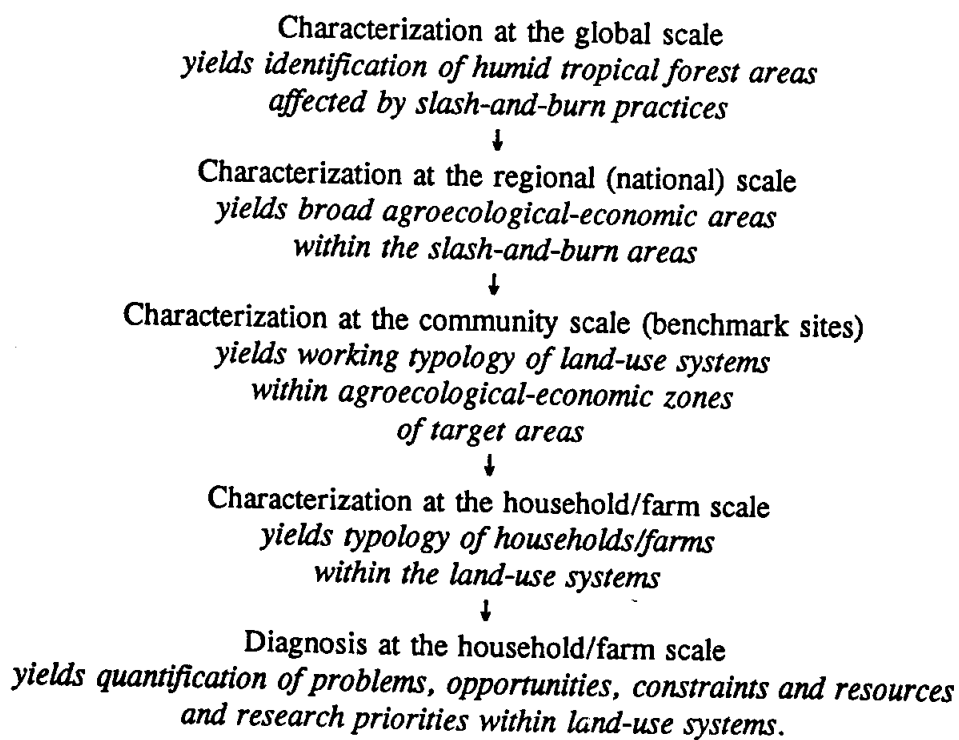 Characterization at the global scale
yields identification of humid tropical forest areas
affected by slash-and-burn practices
↓
Characterization at the regional (national) scale
yields broad agroecological-economic areas
within the slash-and-burn areas
↓
Characterization at the community scale (benchmark sites)
yields working typology of land-use systems
within agroecological-economic zones
of target areas
↓
Characterization at the household/farm scale
yields typology of households/farms
within the land-use systems
↓
Diagnosis at the household/farm scale
yields quantification of problems, opportunities, constraints and resources
and research priorities within land-use systems.